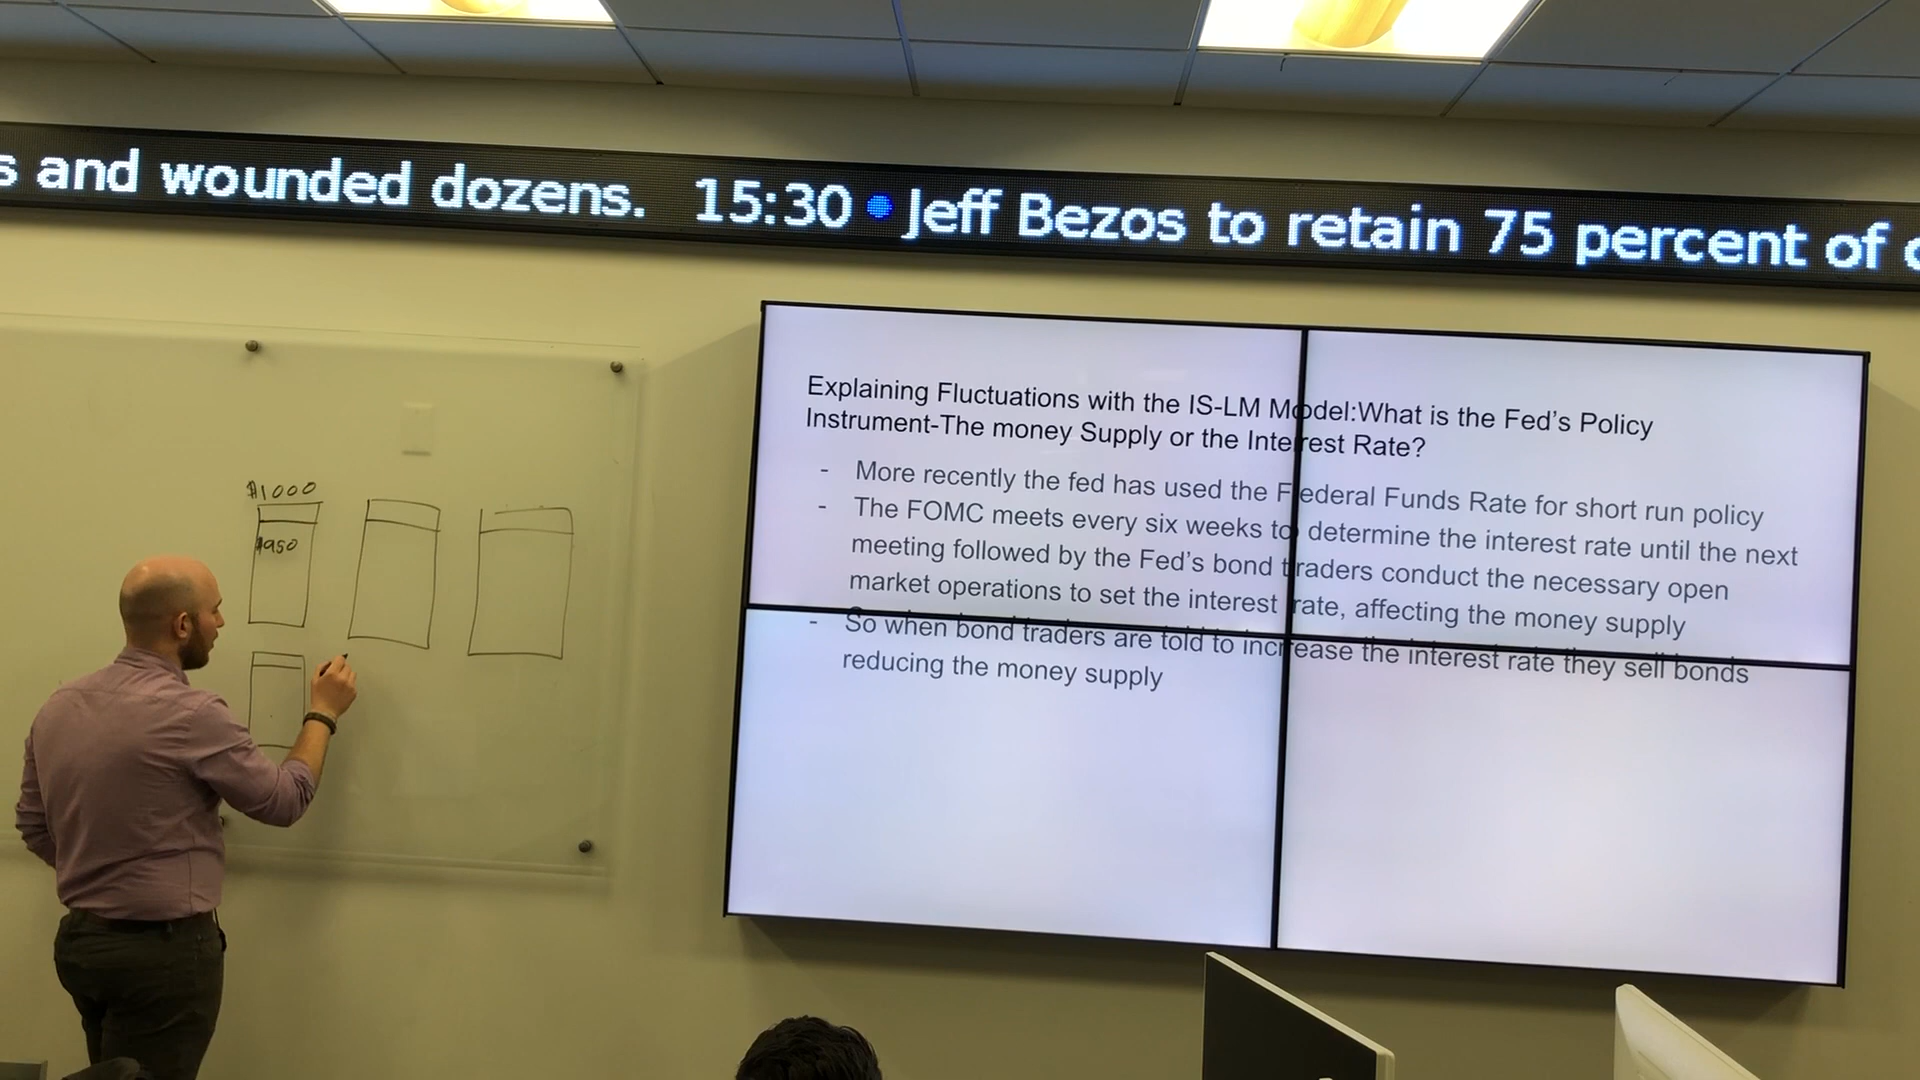 s and wounded dozens. 15:30 • Jeff Bezos to retain 75 percent of
$1000
$950
Explaining Fluctuations with the IS-LM Model:What is the Fed's Policy
Instrument-The money Supply or the Interest Rate?
- More recently the fed has used the Federal Funds Rate for short run policy
- The FOMC meets every six weeks to determine the interest rate until the next
meeting followed by the Fed's bond traders conduct the necessary open
market operations to set the interest rate, affecting the money supply
- So when bond traders are told to increase the interest rate they sell bonds
reducing the money supply